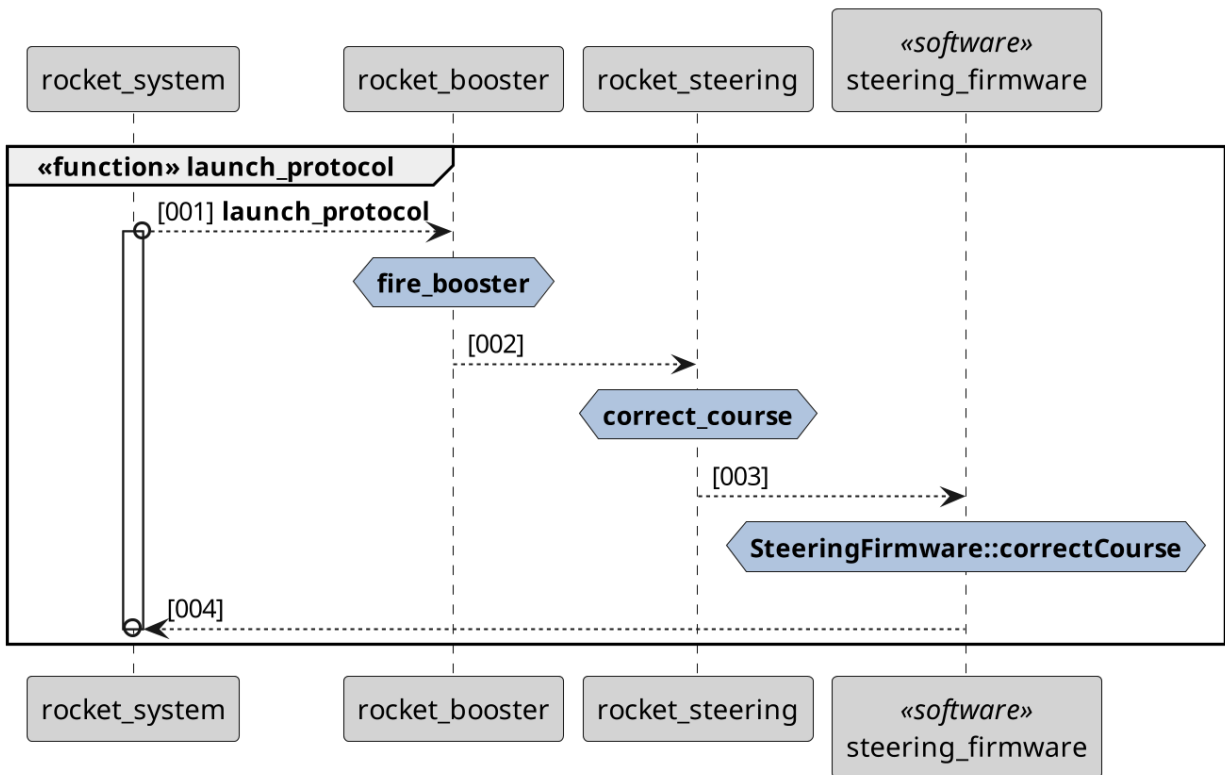 «software»
rocket_system rocket_booster rocket_steering steering_firmware
«function» launch_protocol
[001] launch_protocol
fire_booster
[002]
correct_course
[003]
SteeringFirmware::correctCourse
[004]
rocket_system rocket_booster rocket_steering «software»
steering_firmware